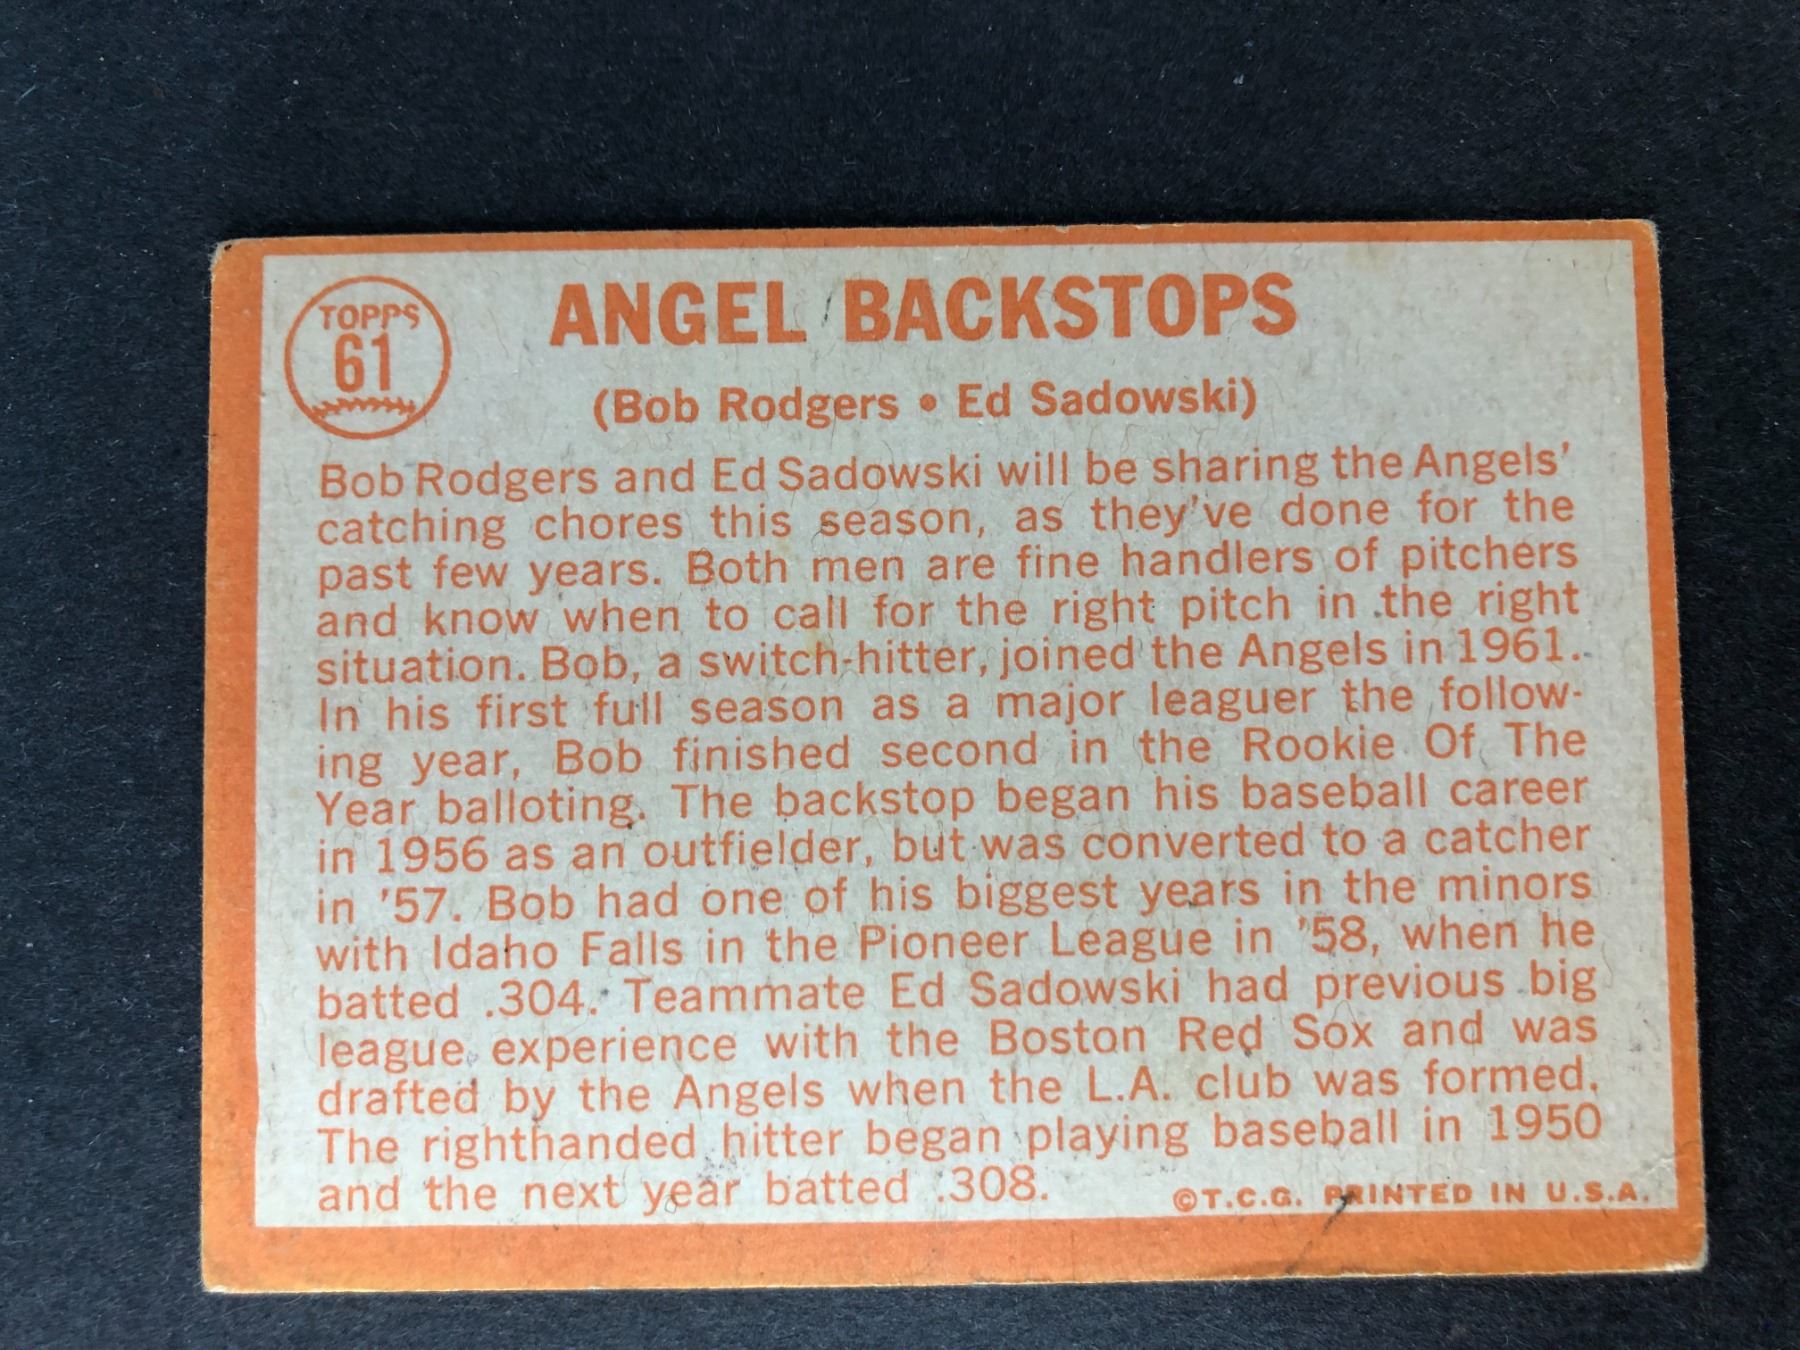 TOPPS
61
ANGEL BACKSTOPS
(Bob Rodgers • Ed Sadowski)
Bob Rodgers and Ed Sadowski will be sharing the Angels'
catching chores this season, as they've done for the
past few years. Both men are fine handlers of pitchers
and know when to call for the right pitch in the right
situation. Bob, a switch-hitter, joined the Angels in 1961.
In his first full season as a major leaguer the follow-
ing year, Bob finished second in the Rookie Of The
Year balloting. The backstop began his baseball career
in 1956 as an outfielder, but was converted to a catcher
in '57. Bob had one of his biggest years in the minors
with Idaho Falls in the Pioneer League in '58, when he
batted .304. Teammate Ed Sadowski had previous big
league experience with the Boston Red Sox and was
drafted by the Angels when the L.A. club was formed.
The righthanded hitter began playing baseball in 1950
and the next year batted .308.
©T.C.G. PRINTED IN U.S.A.